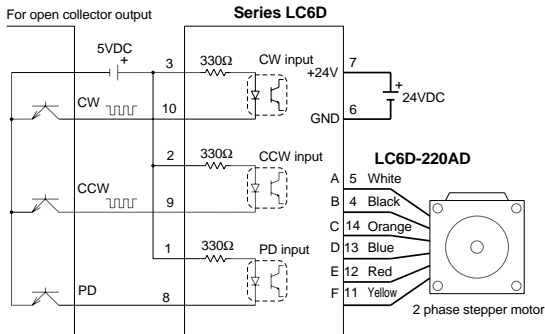 For open collector output
Series LC6D
5VDC
+
3
330Ω
CW input
+24V
7
+
24VDC
CW
10
GND
6
2
330Ω
CCW input
LC6D-220AD
A 5 White
CCW
9
B 4 Black
C 14 Orange
D 13 Blue
1
330Ω
PD input
E 12 Red
F 11 Yellow
PD
8
2 phase stepper motor